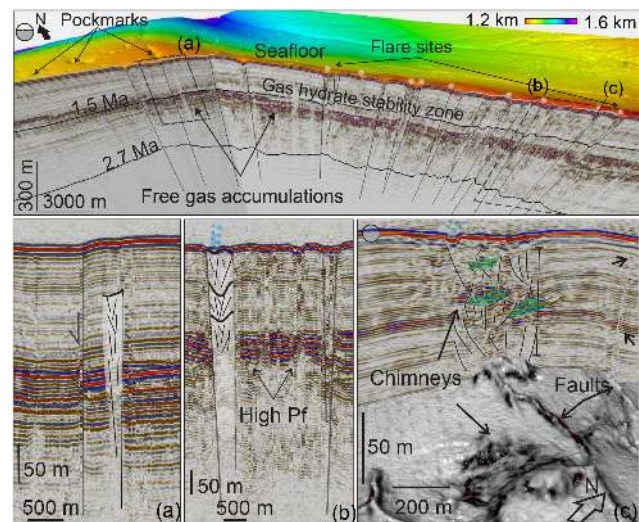 N
1.2 km 1.6 km
Pockmarks
(a)
Seafloor
Flare sites
(b)
(c)
Gas hydrate stability zone
1.5 Ma
2.7 Ma
Free gas accumulations
300 m
3000 m
High Pf
Chimneys
Faults
50 m
500 m
(a)
50 m
500 m
(b)
50 m
200 m
N
(c)